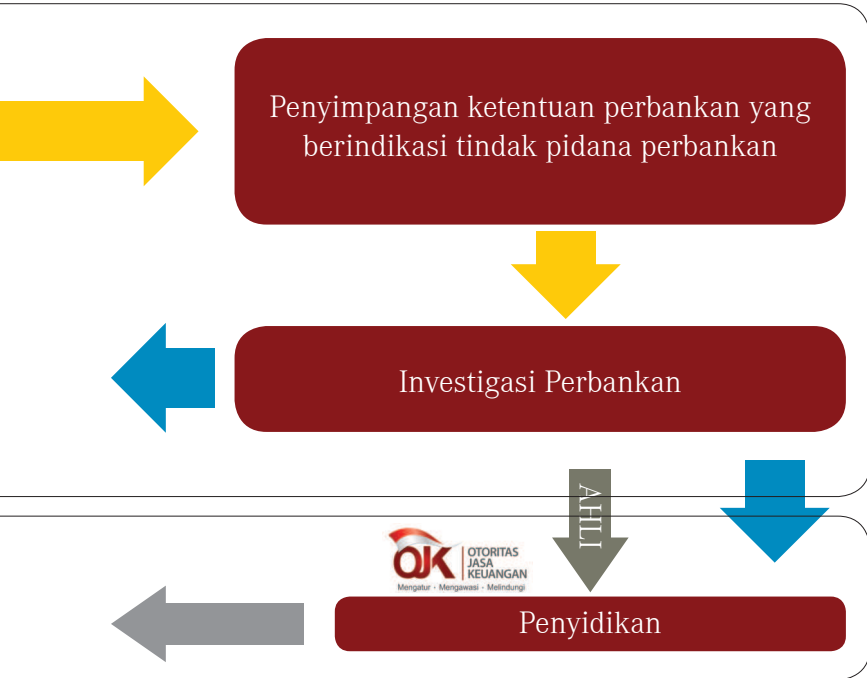 Penyimpangan ketentuan perbankan yang
berindikasi tindak pidana perbankan
Investigasi Perbankan
AHLI
OJK
OTORITAS
JASA
KEUANGAN
Mengatur - Mengawasi - Melindungi
Penyidikan